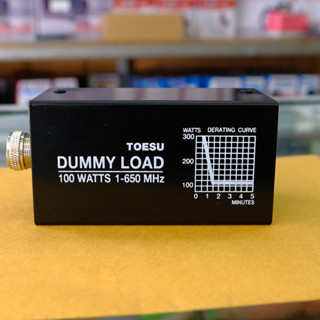 TOESU
DUMMY LOAD
100 WATTS 1-650 MHz
WATTS DERATING CURVE
300
100
0 1 2 3 4 5
MINUTES